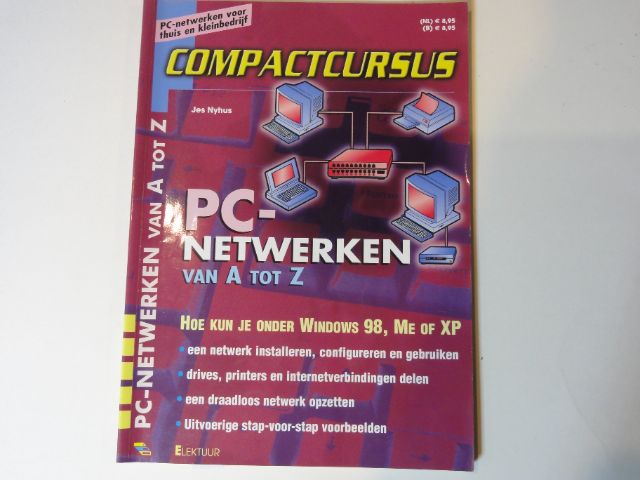 PC-netwerken voor
thuis en kleinbedrijf
(NL) € 8,95
(B) € 8,95
COMPACTCURSUS
Jes Nyhus
PC-
NETWERKEN
VAN A TOT Z
HOE KUN JE ONDER WINDOWS 98, ME OF XP
• een netwerk installeren, configureren en gebruiken
• drives, printers en internetverbindingen delen
• een draadloos netwerk opzetten
• Uitvoerige stap-voor-stap voorbeelden
ELEKTUUR
PC-NETWERKEN VAN A TOT Z